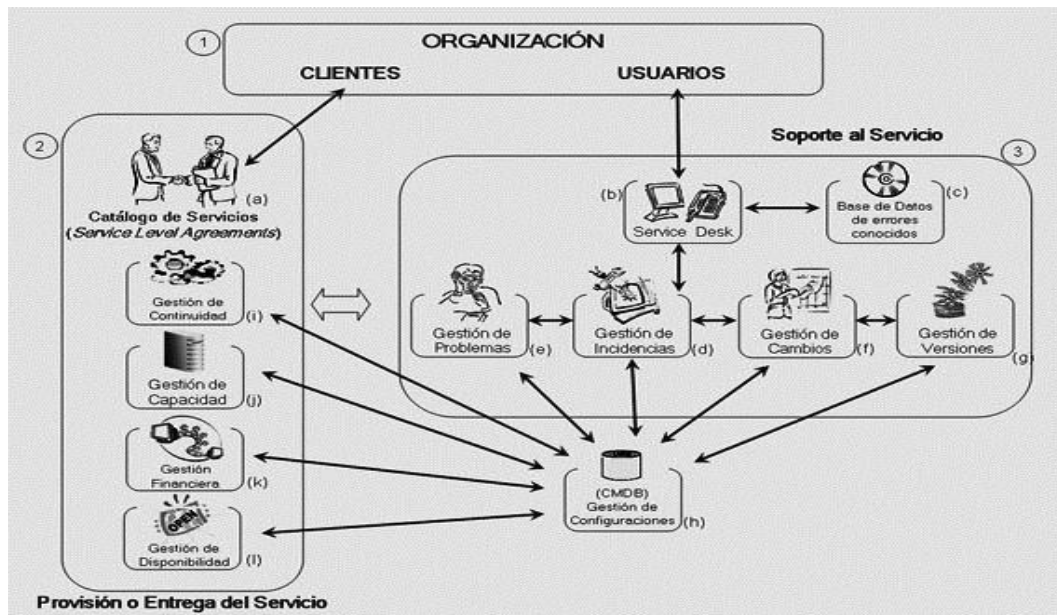 1
ORGANIZACIÓN
CLIENTES
USUARIOS
2
(a)
Catálogo de Servicios
(Service Level Agreements)
Gestión de
Continuidad
(i)
Gestión de
Capacidad
(j)
Gestión
Financiera
(k)
OPEN
Gestión de
Disponibilidad
(l)
Provisión o Entrega del Servicio
Soporte al Servicio
3
(b)
Service Desk
(c)
Base de Datos
de errores
conocidos
Gestión de
Problemas
(e)
Gestión de
Incidencias
(d)
Gestión de
Cambios
(f)
Gestión de
Versiones
(g)
(CMDB)
Gestión de
Configuraciones
(h)